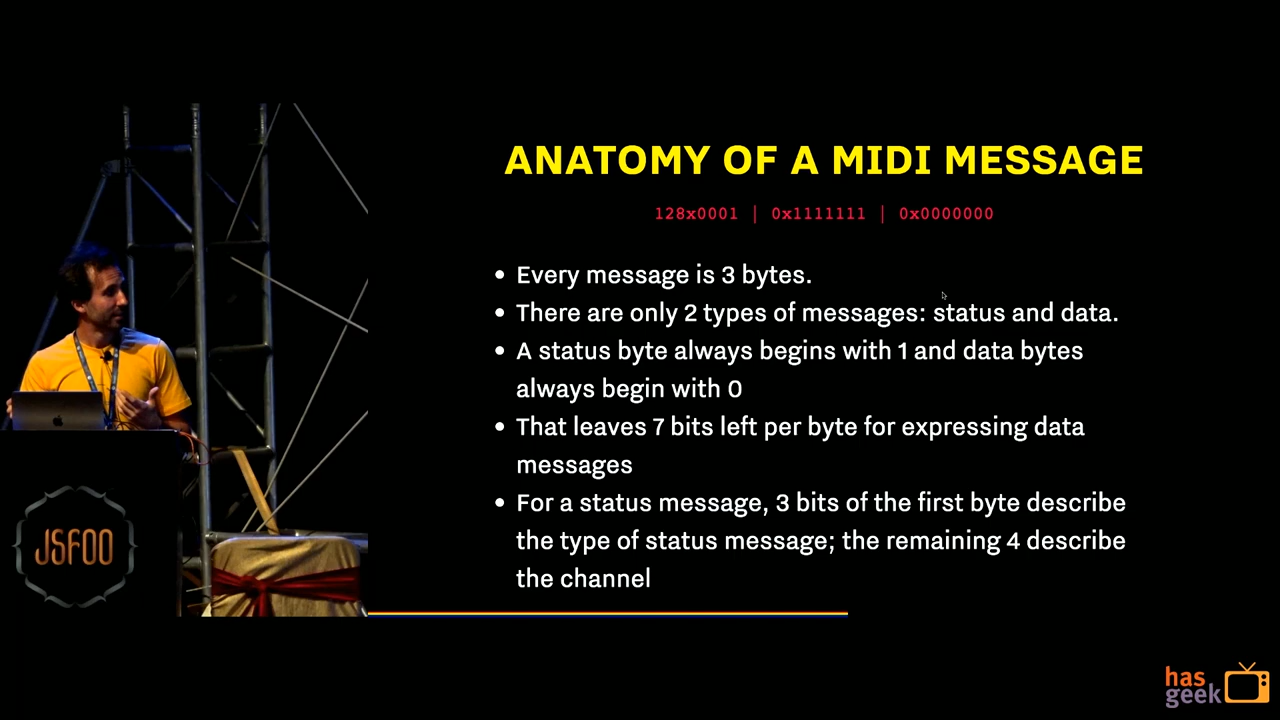 ANATOMY OF A MIDI MESSAGE
128x0001 | 0x1111111 | 0x0000000
• Every message is 3 bytes.
• There are only 2 types of messages: status and data.
• A status byte always begins with 1 and data bytes
always begin with 0
• That leaves 7 bits left per byte for expressing data
messages
• For a status message, 3 bits of the first byte describe
the type of status message; the remaining 4 describe
the channel
JSFOO
has
geek